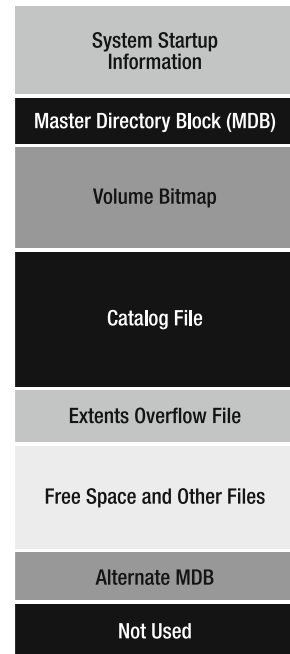 System Startup
Information
Master Directory Block (MDB)
Volume Bitmap
Catalog File
Extents Overflow File
Free Space and Other Files
Alternate MDB
Not Used